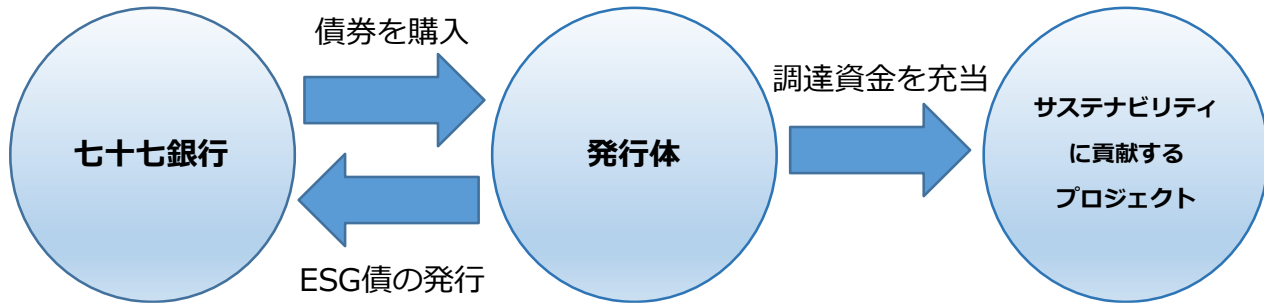 債券を購入
七十七銀行
ESG債の発行
発行体
調達資金を充当
サステナビリティ
に貢献する
プロジェクト